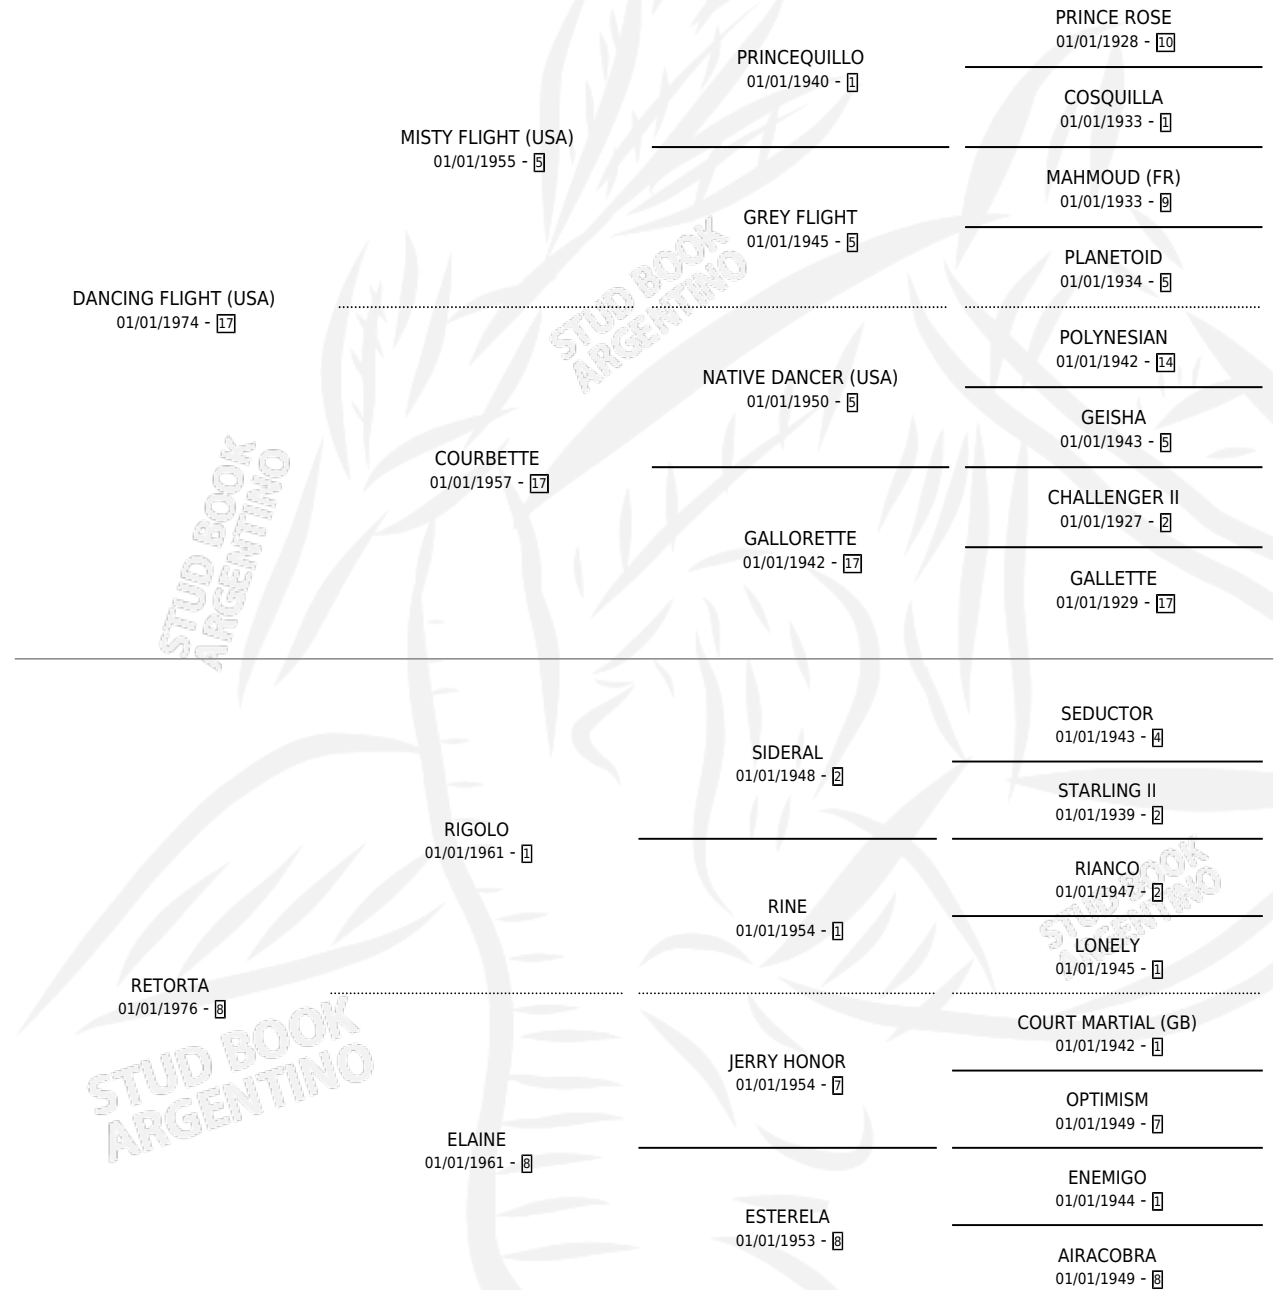 PRINCE ROSE
01/01/1928 - 10
PRINCEQUILLO
01/01/1940 - 1
COSQUILLA
01/01/1933 - 1
MISTY FLIGHT (USA)
01/01/1955 - 5
MAHMOUD (FR)
01/01/1933 - 9
GREY FLIGHT
01/01/1945 - 5
PLANETOID
01/01/1934 - 5
DANCING FLIGHT (USA)
01/01/1974 - 17
STUD BOOK
ARGENTINO
POLYNESIAN
01/01/1942 - 14
NATIVE DANCER (USA)
01/01/1950 - 5
GEISHA
01/01/1943 - 5
COURBETTE
01/01/1957 - 17
CHALLENGER II
01/01/1927 - 2
GALLORETTE
01/01/1942 - 17
GALLETTE
01/01/1929 - 17
STUD BOOK
ARGENTINO
SEDUCTOR
01/01/1943 - 4
SIDERAL
01/01/1948 - 2
STARLING II
01/01/1939 - 2
RIGOLO
01/01/1961 - 1
RIANCO
01/01/1947 - 2
RINE
01/01/1954 - 1
STUD BOOK
ARGENTINO
LONELY
01/01/1945 - 1
RETORTA
01/01/1976 - 8
COURT MARTIAL (GB)
01/01/1942 - 1
JERRY HONOR
01/01/1954 - 7
STUD BOOK
ARGENTINO
OPTIMISM
01/01/1949 - 7
ELAINE
01/01/1961 - 8
ENEMIGO
01/01/1944 - 1
ESTERELA
01/01/1953 - 8
AIRACOBRA
01/01/1949 - 8